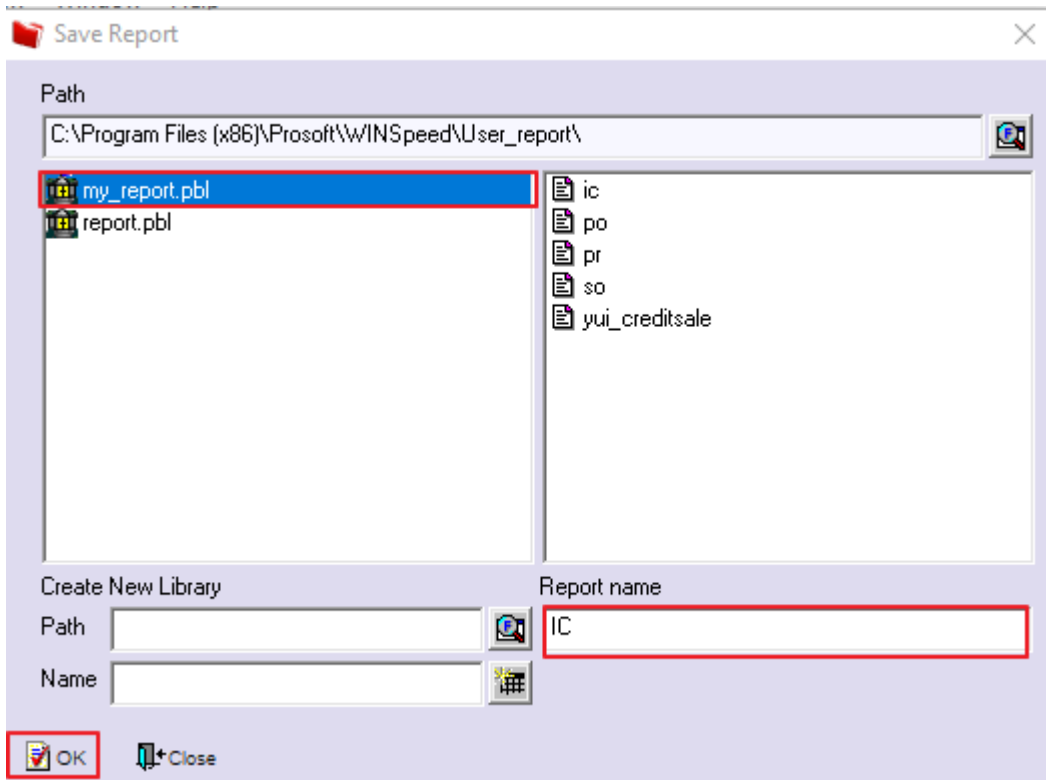 Save Report
Path
C:\Program Files (x86)\Prosoft\WINSpeed\User_report\
my_report.pbl
report.pbl
ic
po
pr
so
yui_creditsale
Create New Library
Path
Name
Report name
IC
OK
Close